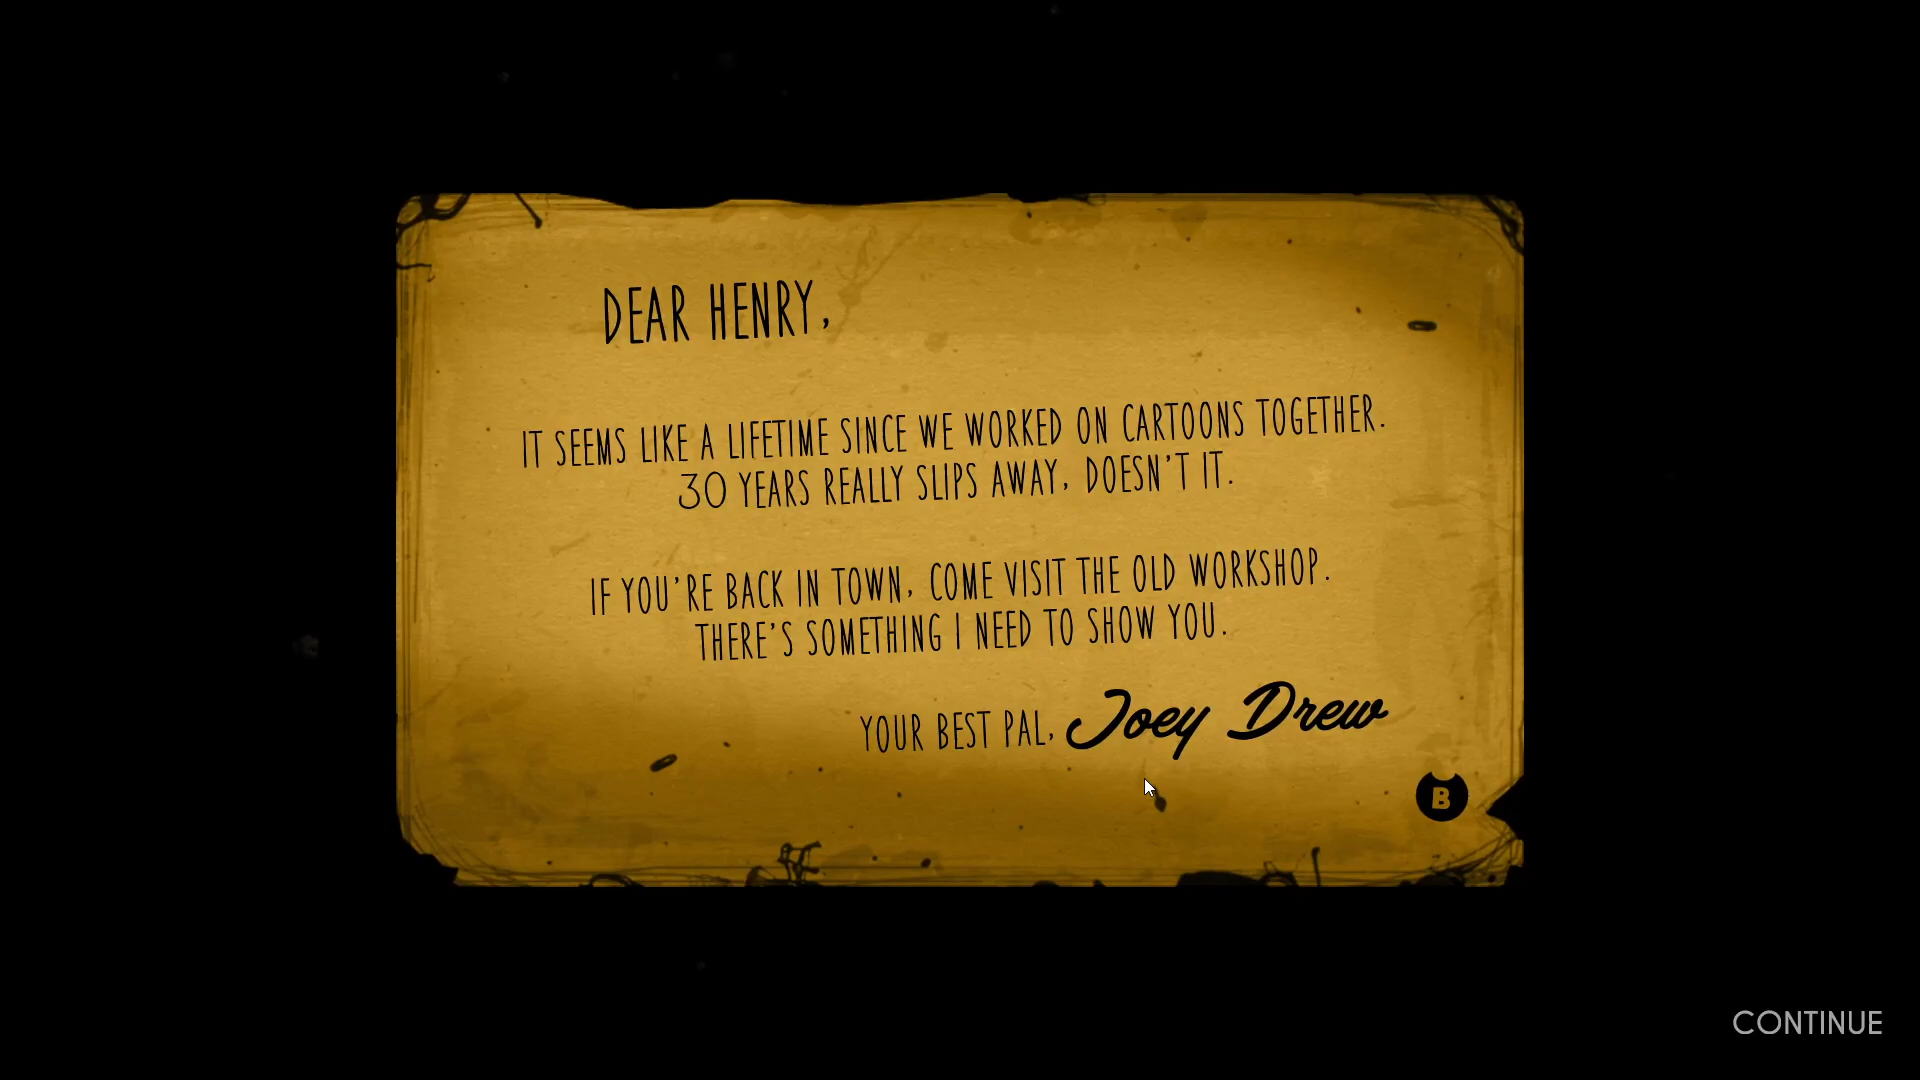 DEAR HENRY,
IT SEEMS LIKE A LIFETIME SINCE WE WORKED ON CARTOONS TOGETHER.
30 YEARS REALLY SLIPS AWAY, DOESN'T IT.
IF YOU'RE BACK IN TOWN, COME VISIT THE OLD WORKSHOP.
THERE'S SOMETHING I NEED TO SHOW YOU.
YOUR BEST PAL, Joey Drew
B
CONTINUE